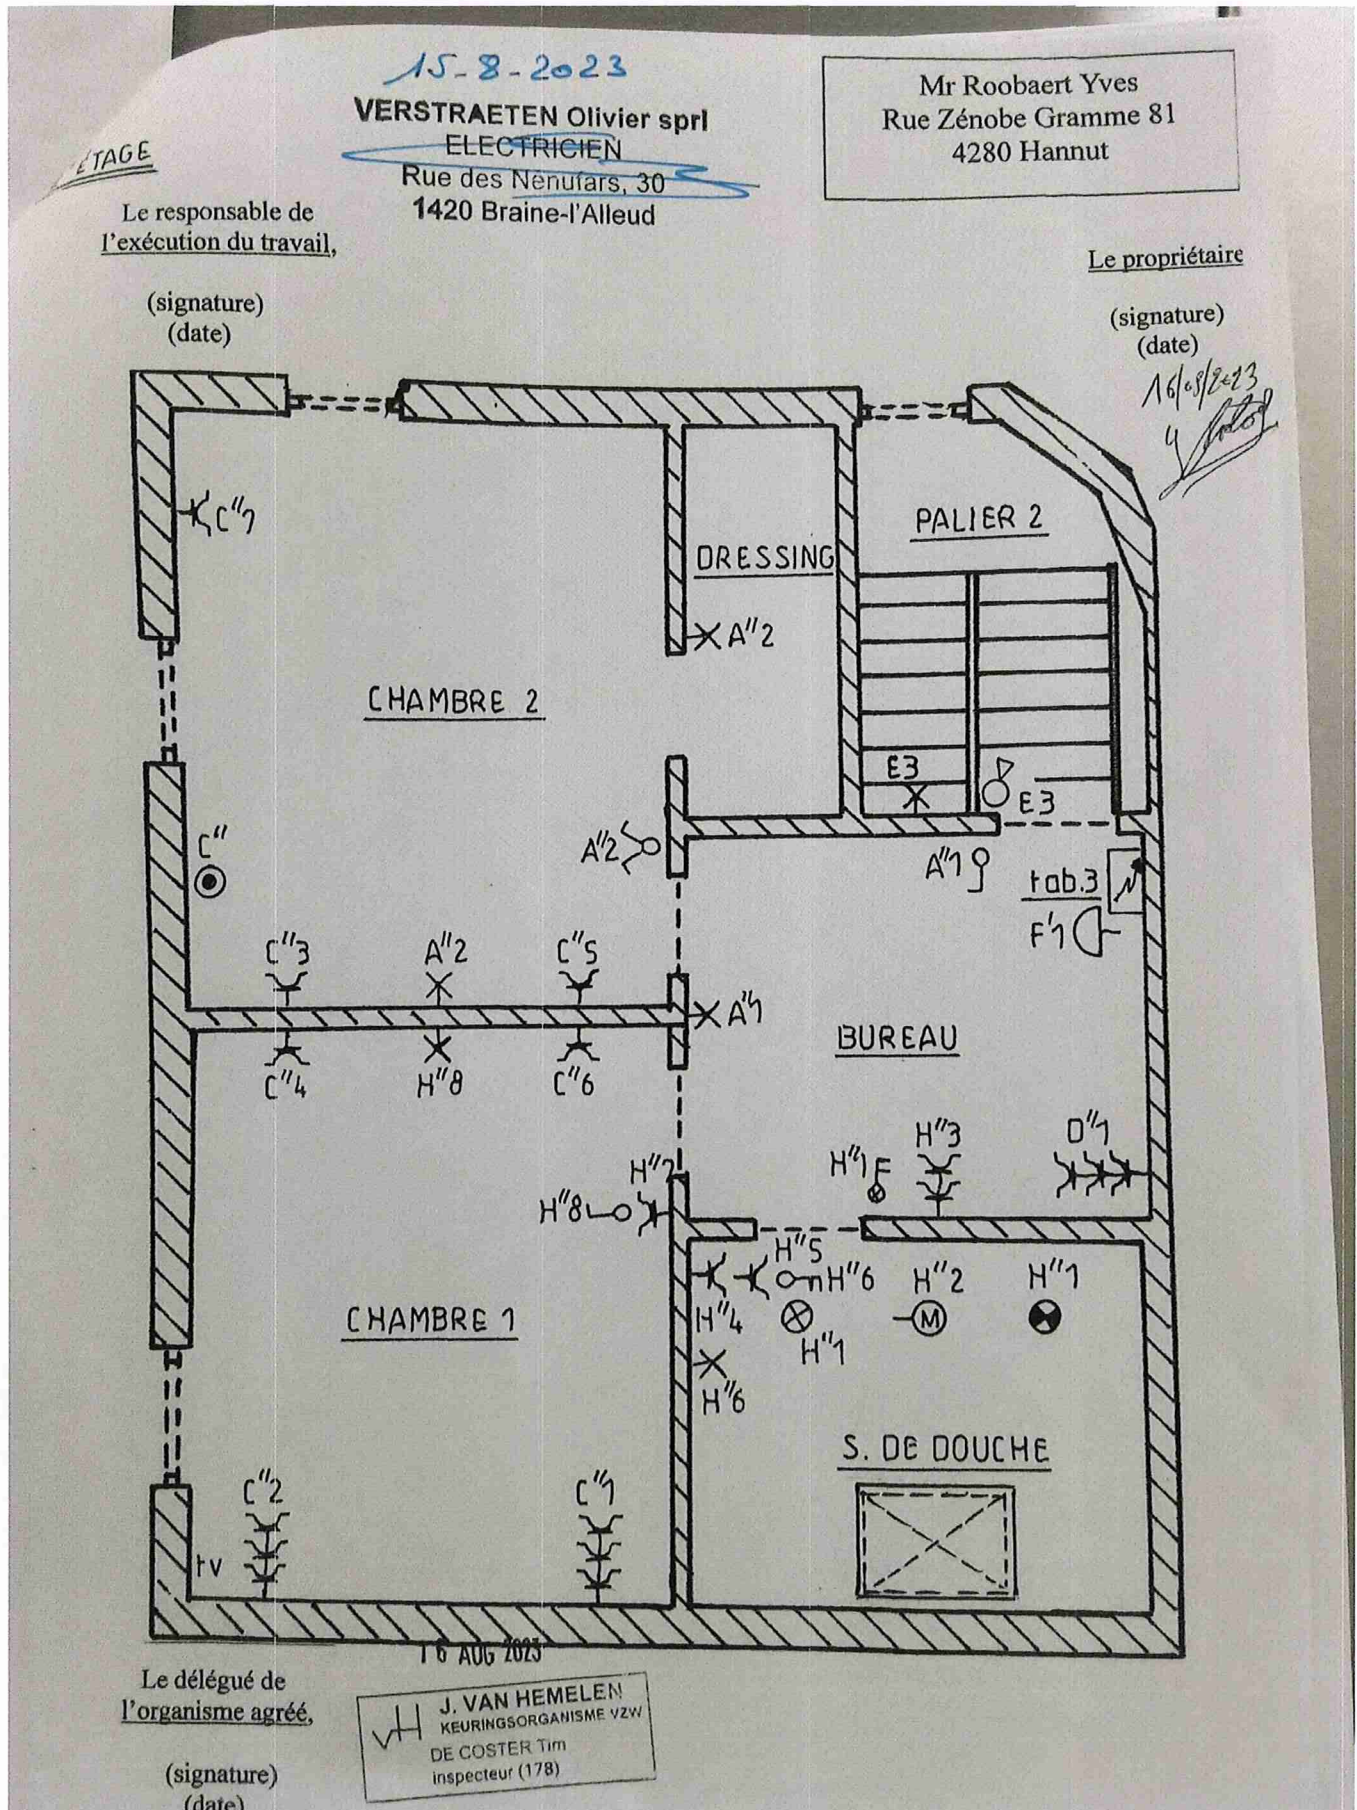 15-8-2023
VERSTRAETEN Olivier sprl
ELECTRICIEN
Rue des Nénufars, 30
1420 Braine-l'Alleud
Mr Roobaert Yves
Rue Zénobe Gramme 81
4280 Hannut
ETAGE
Le responsable de
l'exécution du travail,
(signature)
(date)
Le propriétaire
(signature)
(date)
16/08/2023
C"7
PALIER 2
DRESSING
A"2
CHAMBRE 2
E3
E3
C"
A"2
A"1
tab.3
F'1
C"3
A"2
C"5
A"1
BUREAU
C"4
H"8
C"6
H"3
D"1
H"7
H"1
H"8
H"5
H"6
H"2
H"1
H"4
H"1
CHAMBRE 1
H"6
S. DE DOUCHE
C"2
C"1
tv
16 AUG 2023
Le délégué de
l'organisme agréé,
(signature)
(date)
vH
J. VAN HEMELEN
KEURINGSORGANISME VZW
DE COSTER Tim
inspecteur (178)